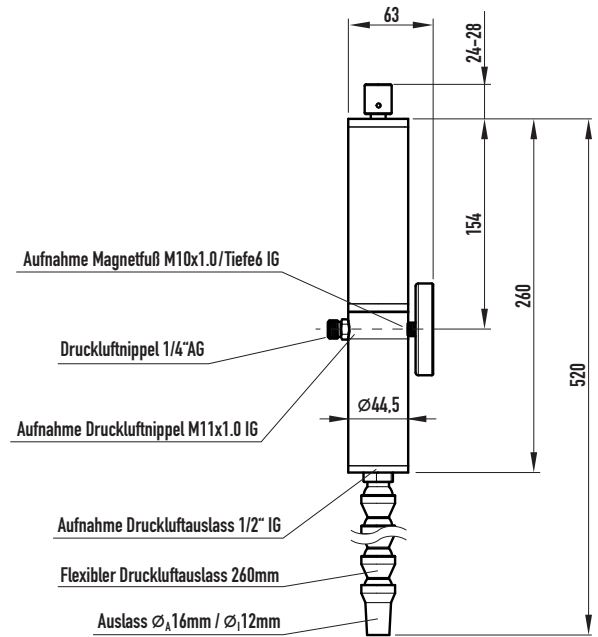 63
24-28
Aufnahme Magnetfuß M10x1.0/Tiefe6 IG
154
260
520
Druckluftnippel 1/4“AG
Ø44,5
Aufnahme Druckluftnippel M11x1.0 IG
Aufnahme Druckluftauslass 1/2“ IG
Flexibler Druckluftauslass 260mm
Auslass ØA16mm / ØI12mm